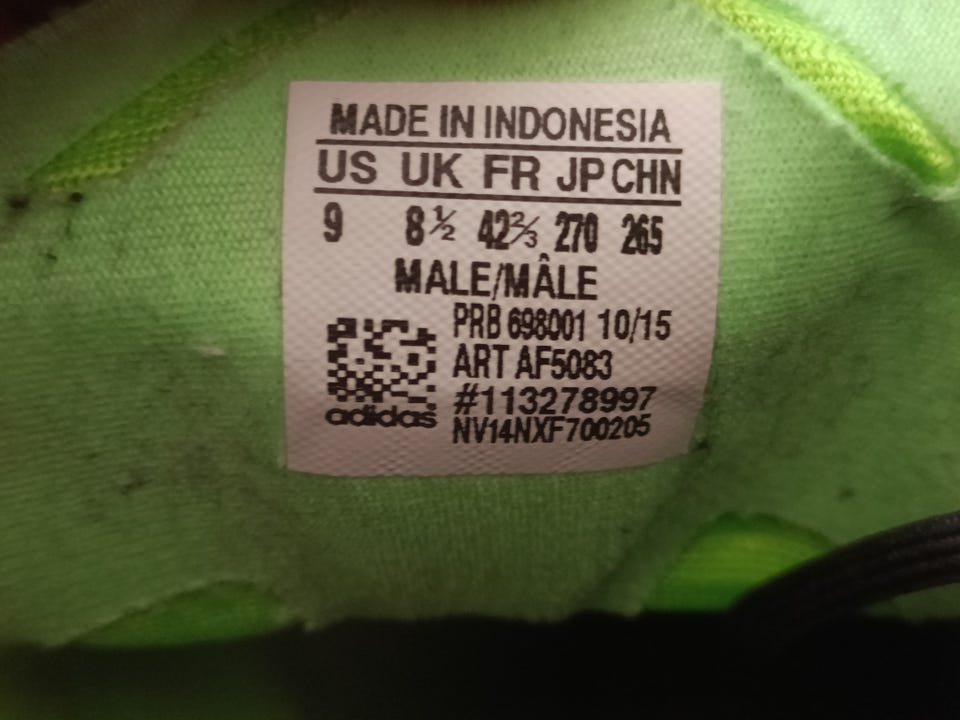 MADE IN INDONESIA
US UK FR JP CHN
9 8½ 42⅔ 270 265
MALE/MÂLE
PRB 698001 10/15
ART AF5083
#113278997
adidas
NV14NXF700205